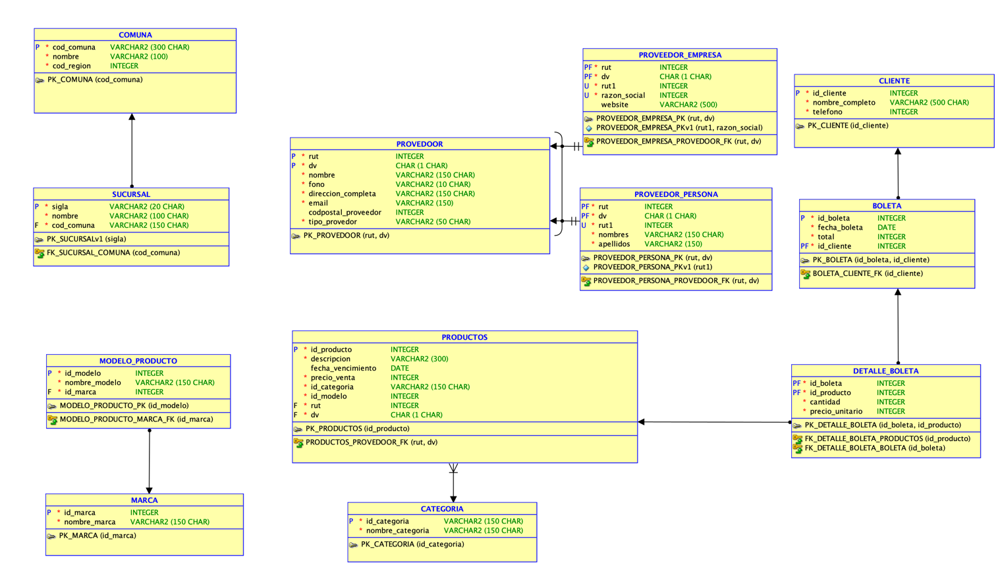 COMUNA
P * cod_comuna VARCHAR2 (300 CHAR)
* nombre VARCHAR2 (100)
* cod_region INTEGER
PK_COMUNA (cod_comuna)
SUCURSAL
P * sigla VARCHAR2 (20 CHAR)
* nombre VARCHAR2 (100 CHAR)
F * cod_comuna VARCHAR2 (150 CHAR)
PK_SUCURSALv1 (sigla)
FK_SUCURSAL_COMUNA (cod_comuna)
MODELO_PRODUCTO
P * id_modelo INTEGER
* nombre_modelo VARCHAR2 (150 CHAR)
F * id_marca INTEGER
MODELO_PRODUCTO_PK (id_modelo)
MODELO_PRODUCTO_MARCA_FK (id_marca)
MARCA
P * id_marca INTEGER
* nombre_marca VARCHAR2 (150 CHAR)
PK_MARCA (id_marca)
PROVEDOOR
P * rut INTEGER
P * dv CHAR (1 CHAR)
* nombre VARCHAR2 (150 CHAR)
* fono VARCHAR2 (10 CHAR)
* direccion_completa VARCHAR2 (150 CHAR)
* email VARCHAR2 (150)
codpostal_proveedor INTEGER
* tipo_provedor VARCHAR2 (50 CHAR)
PK_PROVEDOOR (rut, dv)
PROVEEDOR_EMPRESA
PF * rut INTEGER
PF * dv CHAR (1 CHAR)
U * rut1 INTEGER
U * razon_social INTEGER
website VARCHAR2 (500)
PROVEEDOR_EMPRESA_PK (rut, dv)
PROVEEDOR_EMPRESA_PKv1 (rut1, razon_social)
PROVEEDOR_EMPRESA_PROVEDOOR_FK (rut, dv)
PROVEEDOR_PERSONA
PF * rut INTEGER
PF * dv CHAR (1 CHAR)
U * rut1 INTEGER
* nombres VARCHAR2 (150 CHAR)
* apellidos VARCHAR2 (150)
PROVEEDOR_PERSONA_PK (rut, dv)
PROVEEDOR_PERSONA_PKv1 (rut1)
PROVEEDOR_PERSONA_PROVEDOOR_FK (rut, dv)
PRODUCTOS
P * id_producto INTEGER
* descripcion VARCHAR2 (300)
fecha_vencimiento DATE
* precio_venta INTEGER
* id_categoria VARCHAR2 (150 CHAR)
* id_modelo INTEGER
F * rut INTEGER
F * dv CHAR (1 CHAR)
PK_PRODUCTOS (id_producto)
PRODUCTOS_PROVEDOOR_FK (rut, dv)
CATEGORIA
P * id_categoria VARCHAR2 (150 CHAR)
* nombre_categoria VARCHAR2 (150 CHAR)
PK_CATEGORIA (id_categoria)
CLIENTE
P * id_cliente INTEGER
* nombre_completo VARCHAR2 (500 CHAR)
* telefono INTEGER
PK_CLIENTE (id_cliente)
BOLETA
P * id_boleta INTEGER
* fecha_boleta DATE
* total INTEGER
PF * id_cliente INTEGER
PK_BOLETA (id_boleta, id_cliente)
BOLETA_CLIENTE_FK (id_cliente)
DETALLE_BOLETA
PF * id_boleta INTEGER
PF * id_producto INTEGER
* cantidad INTEGER
* precio_unitario INTEGER
PK_DETALLE_BOLETA (id_boleta, id_producto)
FK_DETALLE_BOLETA_PRODUCTOS (id_producto)
FK_DETALLE_BOLETA_BOLETA (id_boleta)